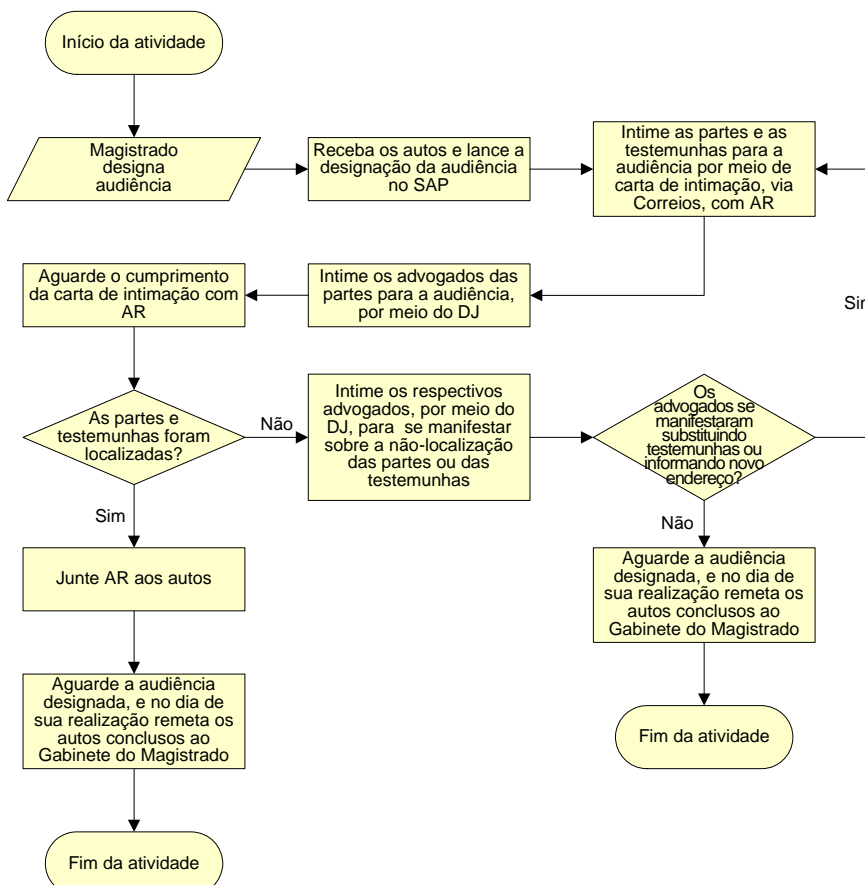 Início da atividade
Magistrado
designa
audiência
Receba os autos e lance a
designação da audiência
no SAP
Intime as partes e as
testemunhas para a
audiência por meio de
carta de intimação, via
Correios, com AR
Intime os advogados das
partes para a audiência,
por meio do DJ
Aguarde o cumprimento
da carta de intimação com
AR
As partes e
testemunhas foram
localizadas?
Não
Intime os respectivos
advogados, por meio do
DJ, para se manifestar
sobre a não-localização
das partes ou das
testemunhas
Os
advogados se
manifestaram
substituindo
testemunhas ou
informando novo
endereço?
Sim
Não
Aguarde a audiência
designada, e no dia de
sua realização remeta os
autos conclusos ao
Gabinete do Magistrado
Fim da atividade
Sim
Junte AR aos autos
Aguarde a audiência
designada, e no dia de
sua realização remeta os
autos conclusos ao
Gabinete do Magistrado
Fim da atividade